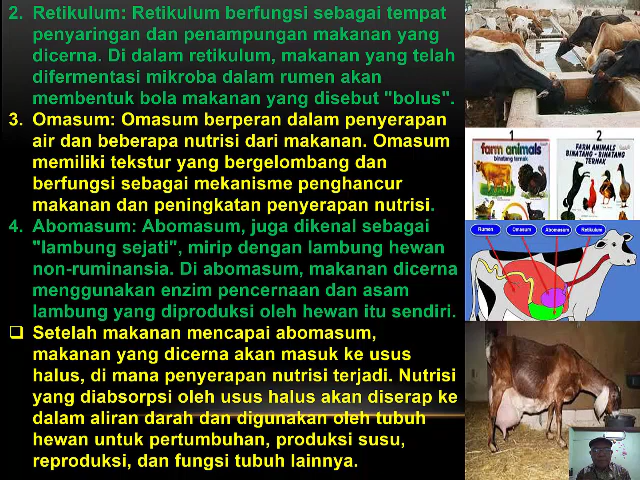 2. Retikulum: Retikulum berfungsi sebagai tempat
penyaringan dan penampungan makanan yang
dicerna. Di dalam retikulum, makanan yang telah
difermentasi mikroba dalam rumen akan
membentuk bola makanan yang disebut "bolus".
3. Omasum: Omasum berperan dalam penyerapan
air dan beberapa nutrisi dari makanan. Omasum
memiliki tekstur yang bergelombang dan
berfungsi sebagai mekanisme penghancur
makanan dan peningkatan penyerapan nutrisi.
4. Abomasum: Abomasum, juga dikenal sebagai
"lambung sejati", mirip dengan lambung hewan
non-ruminansia. Di abomasum, makanan dicerna
menggunakan enzim pencernaan dan asam
lambung yang diproduksi oleh hewan itu sendiri.
Setelah makanan mencapai abomasum,
makanan yang dicerna akan masuk ke usus
halus, di mana penyerapan nutrisi terjadi. Nutrisi
yang diabsorpsi oleh usus halus akan diserap ke
dalam aliran darah dan digunakan oleh tubuh
hewan untuk pertumbuhan, produksi susu,
reproduksi, dan fungsi tubuh lainnya.
1
2
farm animals
binatang ternak
FARM ANIMALS
BINATANG - BINATANG
TERNAK
Rumen
Omasum
Abomasum
Retikulum